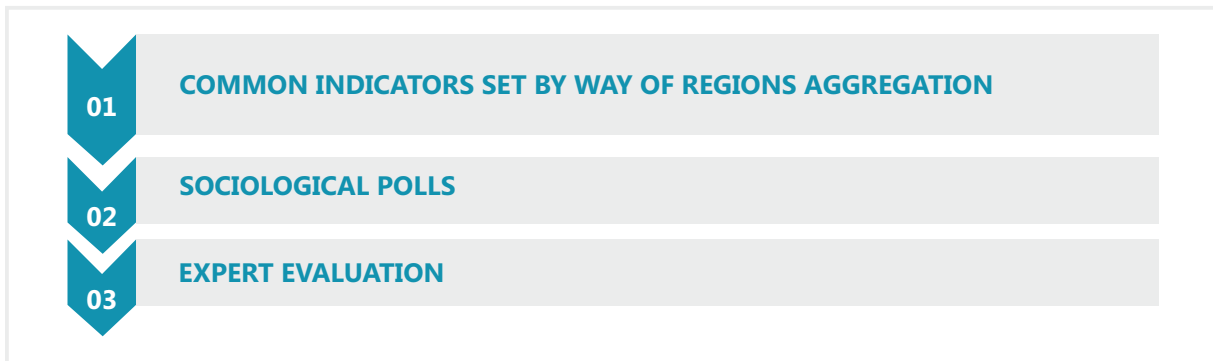 01
COMMON INDICATORS SET BY WAY OF REGIONS AGGREGATION
02
SOCIOLOGICAL POLLS
03
EXPERT EVALUATION